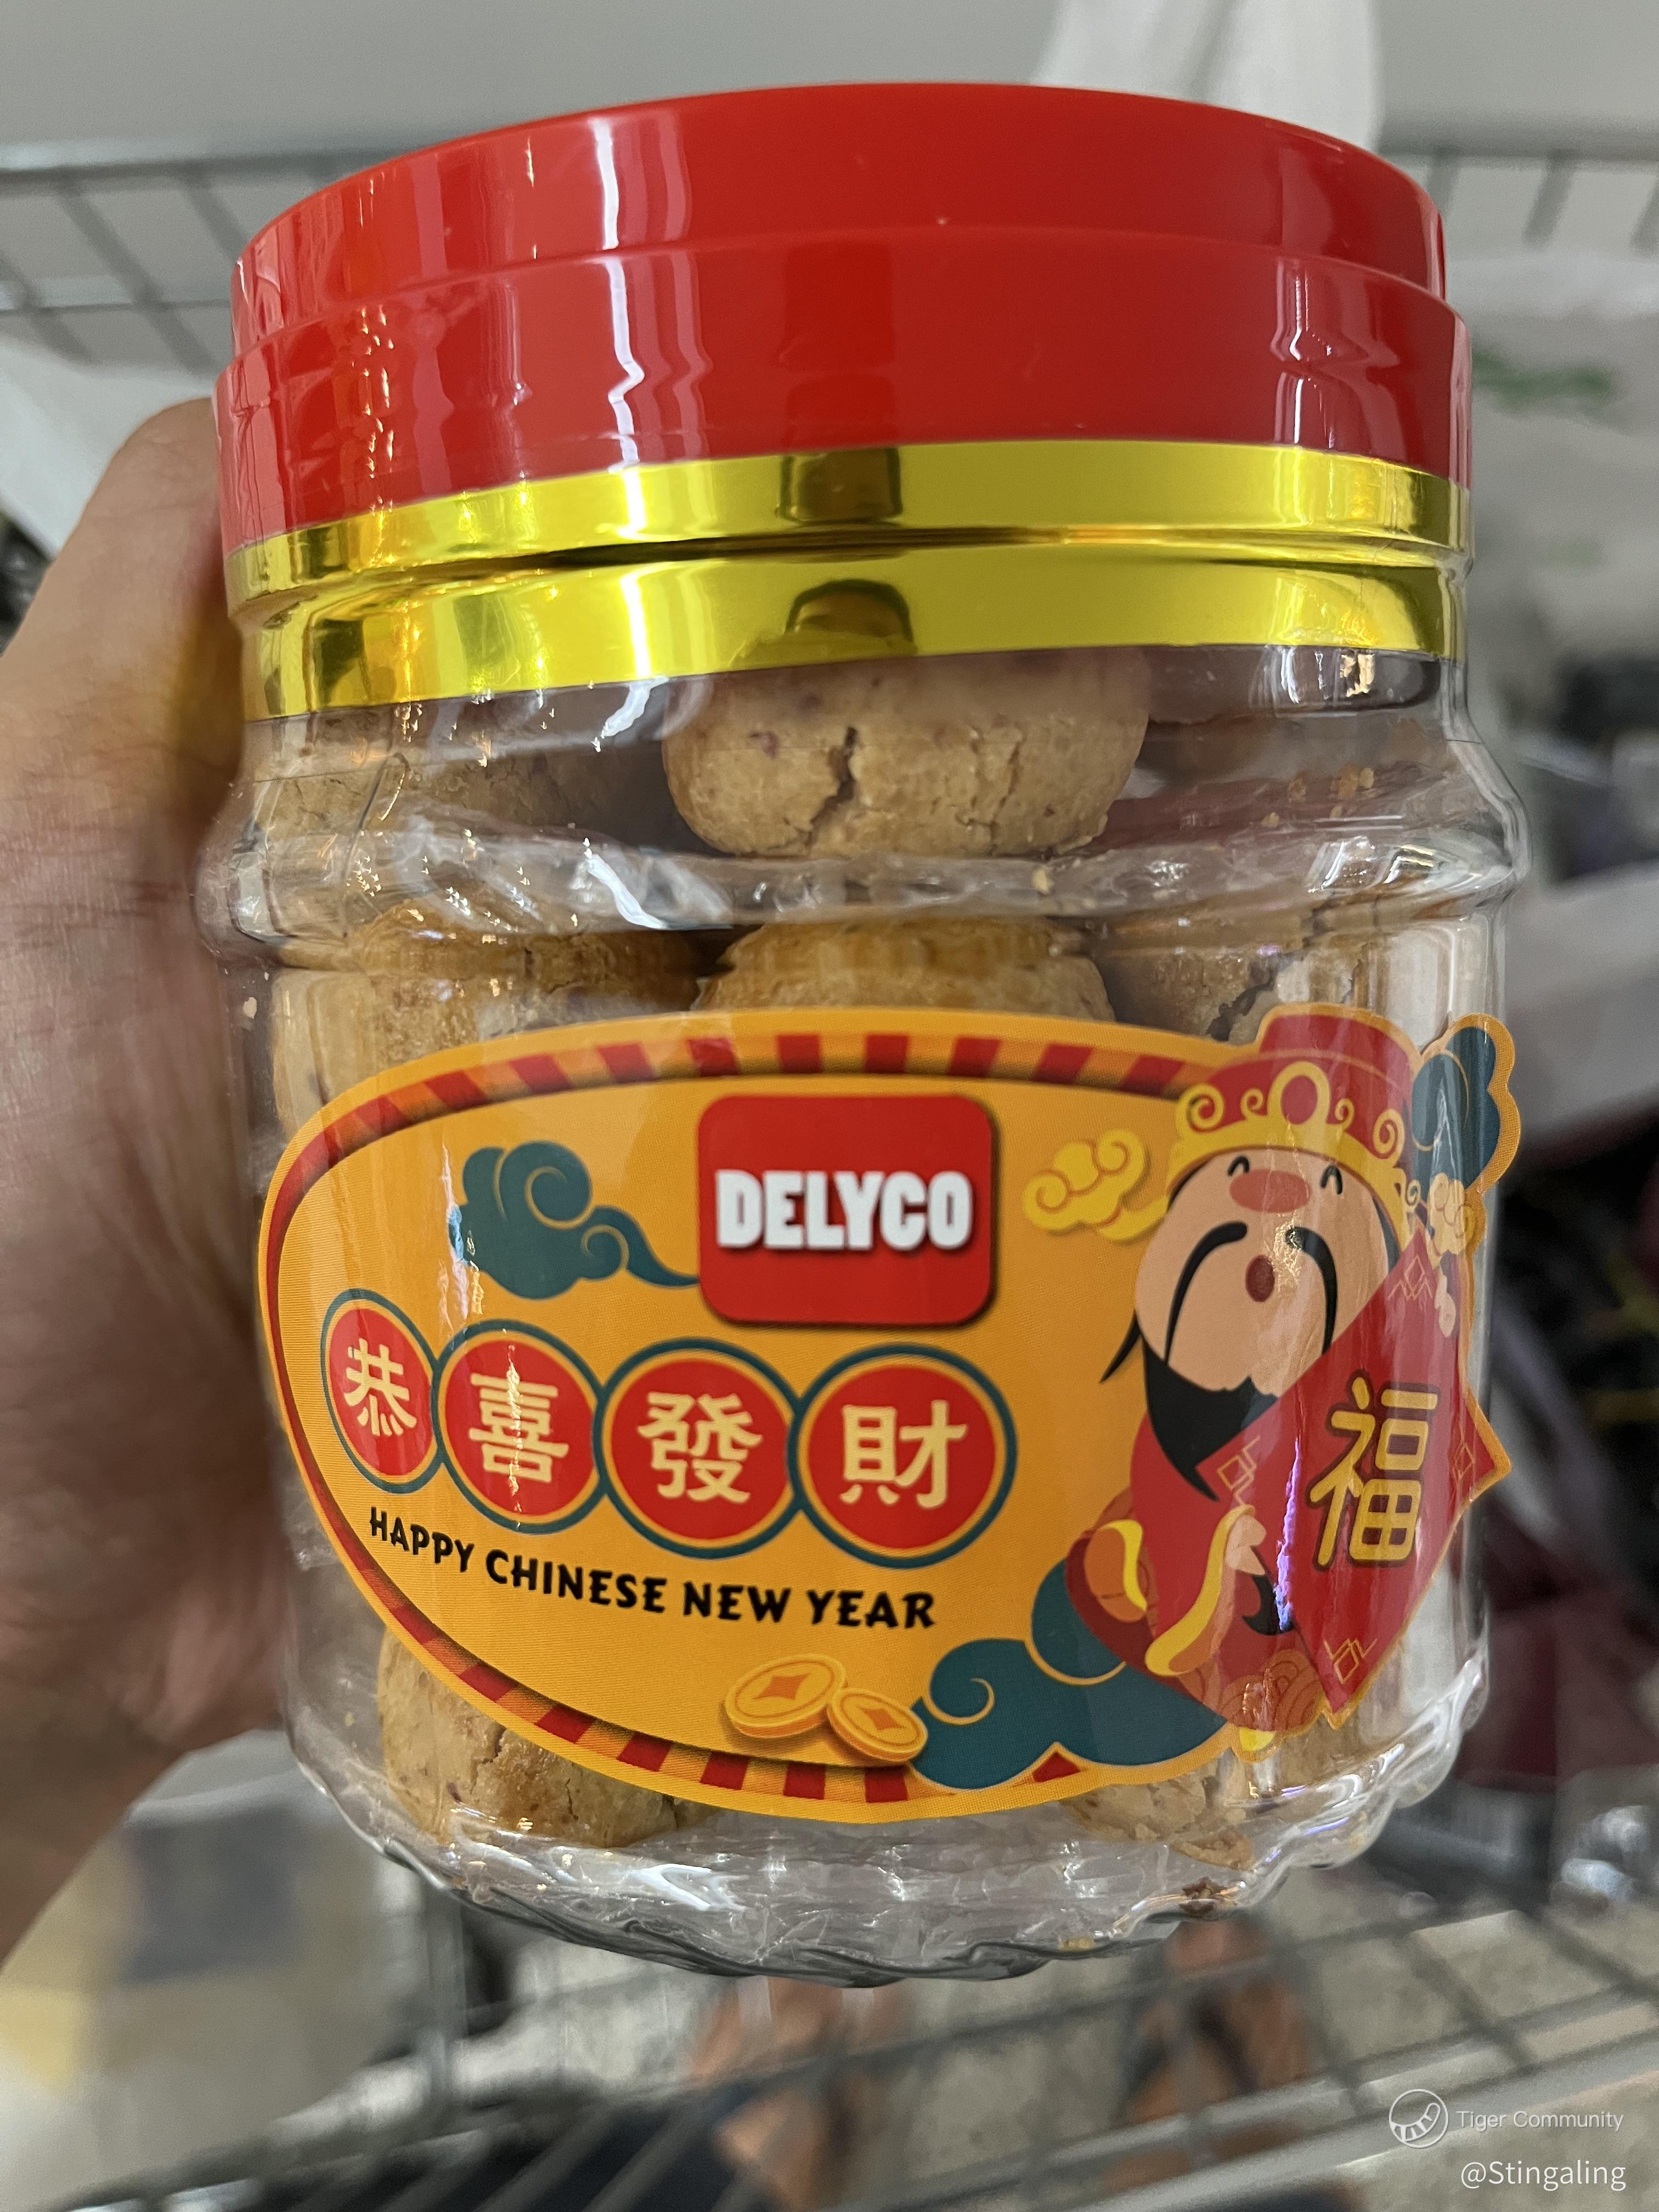 DELYCO
恭喜發財
福
HAPPY CHINESE NEW YEAR
Tiger Community
@Stingaling